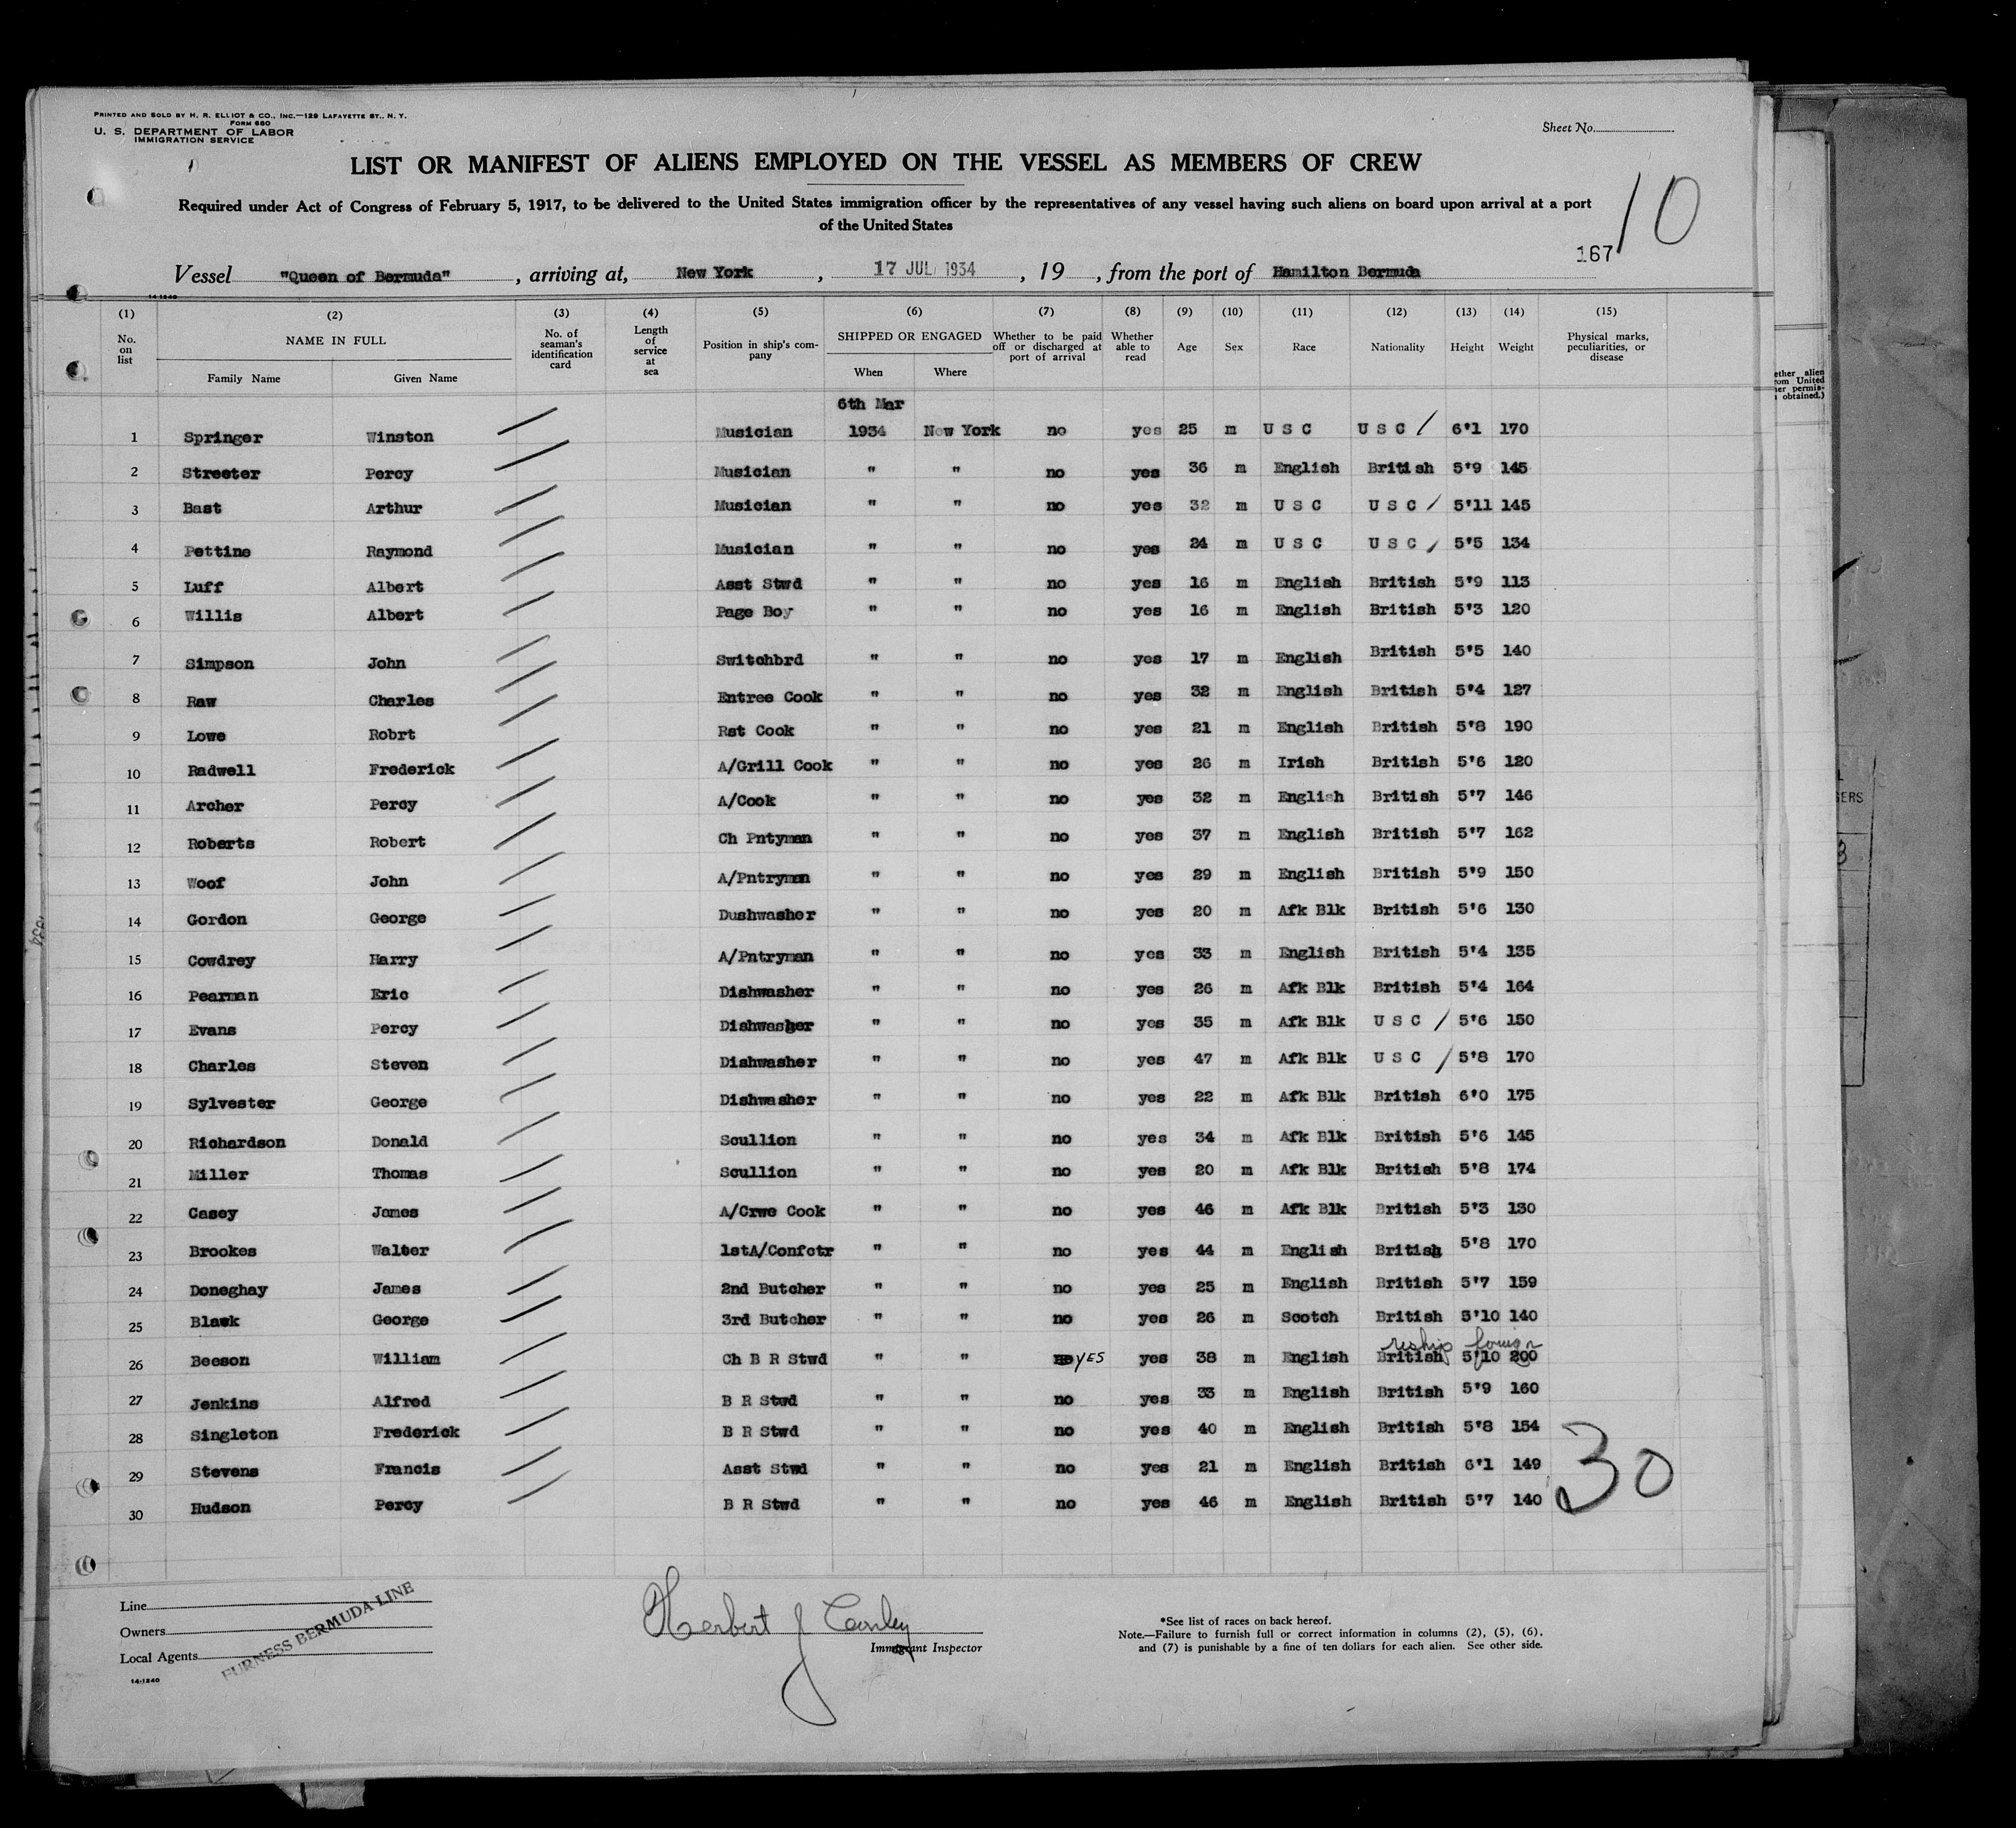 PRINTED AND SOLD BY H. R. ELLIOT & CO., INC.—129 LAFAYETTE ST., N. Y.
FORM 680
U. S. DEPARTMENT OF LABOR
IMMIGRATION SERVICE
Sheet No.
LIST OR MANIFEST OF ALIENS EMPLOYED ON THE VESSEL AS MEMBERS OF CREW
10
Required under Act of Congress of February 5, 1917, to be delivered to the United States immigration officer by the representatives of any vessel having such aliens on board upon arrival at a port
of the United States
167
Vessel "Queen of Bermuda", arriving at, New York, 17 JUL 1934, 19 , from the port of Hamilton Bermuda
14-1240
(1) (2) (3) (4) (5) (6) (7) (8) (9) (10) (11) (12) (13) (14) (15)
No. on list NAME IN FULL Family Name Given Name No. of seaman's identification card Length of service at sea Position in ship's company SHIPPED OR ENGAGED When Where Whether to be paid off or discharged at port of arrival Whether able to read Age Sex Race Nationality Height Weight Physical marks, peculiarities, or disease
6th Mar
1 Springer Winston Musician 1934 New York no yes 25 m U S C U S C / 6'1 170
2 Streeter Percy Musician " " no yes 36 m English British 5'9 145
3 Bast Arthur Musician " " no yes 32 m U S C U S C / 5'11 145
4 Pettine Raymond Musician " " no yes 24 m U S C U S C / 5'5 134
5 Luff Albert Asst Stwd " " no yes 16 m English British 5'9 113
6 Willis Albert Page Boy " " no yes 16 m English British 5'3 120
7 Simpson John Switchbrd " " no yes 17 m English British 5'5 140
8 Raw Charles Entree Cook " " no yes 32 m English British 5'4 127
9 Lowe Robrt Rst Cook " " no yes 21 m English British 5'8 190
10 Radwell Frederick A/Grill Cook " " no yes 26 m Irish British 5'6 120
11 Archer Percy A/Cook " " no yes 32 m English British 5'7 146
12 Roberts Robert Ch Pntyman " " no yes 37 m English British 5'7 162
13 Woof John A/Pntryman " " no yes 29 m English British 5'9 150
14 Gordon George Dushwasher " " no yes 20 m Afk Blk British 5'6 130
15 Cowdrey Harry A/Pntryman " " no yes 33 m English British 5'4 135
16 Pearman Eric Dishwasher " " no yes 26 m Afk Blk British 5'4 164
17 Evans Percy Dishwasher " " no yes 35 m Afk Blk U S C / 5'6 150
18 Charles Steven Dishwasher " " no yes 47 m Afk Blk U S C / 5'8 170
19 Sylvester George Dishwasher " " no yes 22 m Afk Blk British 6'0 175
20 Richardson Donald Scullion " " no yes 34 m Afk Blk British 5'6 145
21 Miller Thomas Scullion " " no yes 20 m Afk Blk British 5'8 174
22 Casey James A/Crwe Cook " " no yes 46 m Afk Blk British 5'3 130
23 Brookes Walter 1stA/Confctr " " no yes 44 m English British 5'8 170
24 Doneghay James 2nd Butcher " " no yes 25 m English British 5'7 159
25 George 3rd Butcher " " no yes 26 m Scotch British 5'10 140
reship foreign
26 Beeson William Ch B R Stwd " " no YES yes 38 m English British 5'10 200
27 Jenkins Alfred B R Stwd " " no yes 33 m English British 5'9 160
28 Singleton Frederick B R Stwd " " no yes 40 m English British 5'8 154
29 Stevens Francis Asst Stwd " " no yes 21 m English British 6'1 149
30 Hudson Percy B R Stwd " " no yes 46 m English British 5'7 140
30
Line
Owners
Local Agents
FURNESS BERMUDA LINE
14-1240
Herbert J
Immigrant Inspector
*See list of races on back hereof.
Note.—Failure to furnish full or correct information in columns (2), (5), (6),
and (7) is punishable by a fine of ten dollars for each alien. See other side.
ether alien
rom United
er permis-
obtained.)
GERS